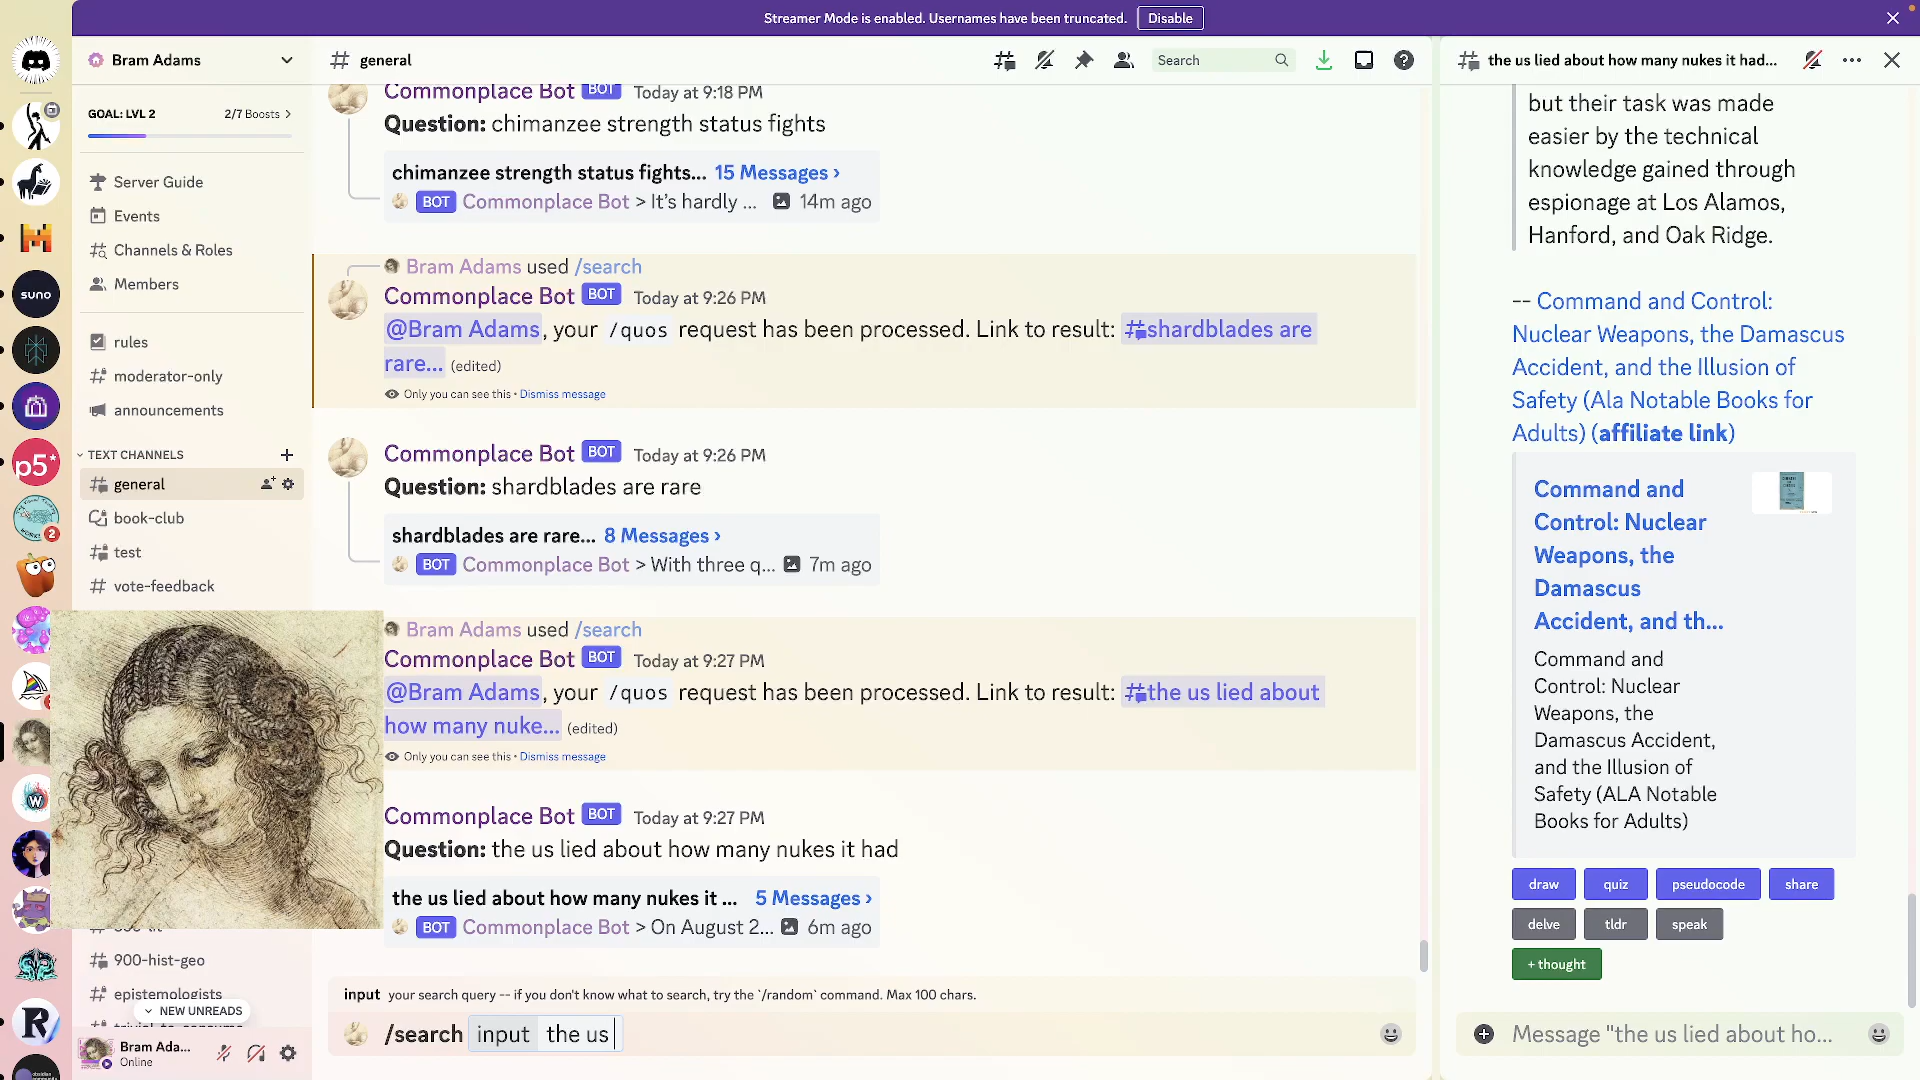 Streamer Mode is enabled. Usernames have been truncated. Disable
Bram Adams
GOAL: LVL 2 2/7 Boosts >
Server Guide
Events
Channels & Roles
Members
rules
moderator-only
announcements
TEXT CHANNELS
general
book-club
test
vote-feedback
900-hist-geo
epistemologists
NEW UNREADS
Bram Ada...
Online
suno
p5*
2
W
R
general
Search
Commonplace Bot BOT Today at 9:18 PM
Question: chimanzee strength status fights
chimanzee strength status fights... 15 Messages ›
BOT Commonplace Bot > It's hardly ... 14m ago
Bram Adams used /search
Commonplace Bot BOT Today at 9:26 PM
@Bram Adams, your /quos request has been processed. Link to result: shardblades are
rare... (edited)
Only you can see this • Dismiss message
Commonplace Bot BOT Today at 9:26 PM
Question: shardblades are rare
shardblades are rare... 8 Messages ›
BOT Commonplace Bot > With three q... 7m ago
Bram Adams used /search
Commonplace Bot BOT Today at 9:27 PM
@Bram Adams, your /quos request has been processed. Link to result: the us lied about
how many nuke... (edited)
Only you can see this • Dismiss message
Commonplace Bot BOT Today at 9:27 PM
Question: the us lied about how many nukes it had
the us lied about how many nukes it ... 5 Messages ›
BOT Commonplace Bot > On August 2... 6m ago
input your search query -- if you don't know what to search, try the `/random` command. Max 100 chars.
/search input the us
the us lied about how many nukes it had...
but their task was made
easier by the technical
knowledge gained through
espionage at Los Alamos,
Hanford, and Oak Ridge.
-- Command and Control:
Nuclear Weapons, the Damascus
Accident, and the Illusion of
Safety (Ala Notable Books for
Adults) (affiliate link)
Command and
Control: Nuclear
Weapons, the
Damascus
Accident, and th...
Command and
Control: Nuclear
Weapons, the
Damascus Accident,
and the Illusion of
Safety (ALA Notable
Books for Adults)
draw quiz pseudocode share
delve tldr speak
+ thought
Message "the us lied about ho...